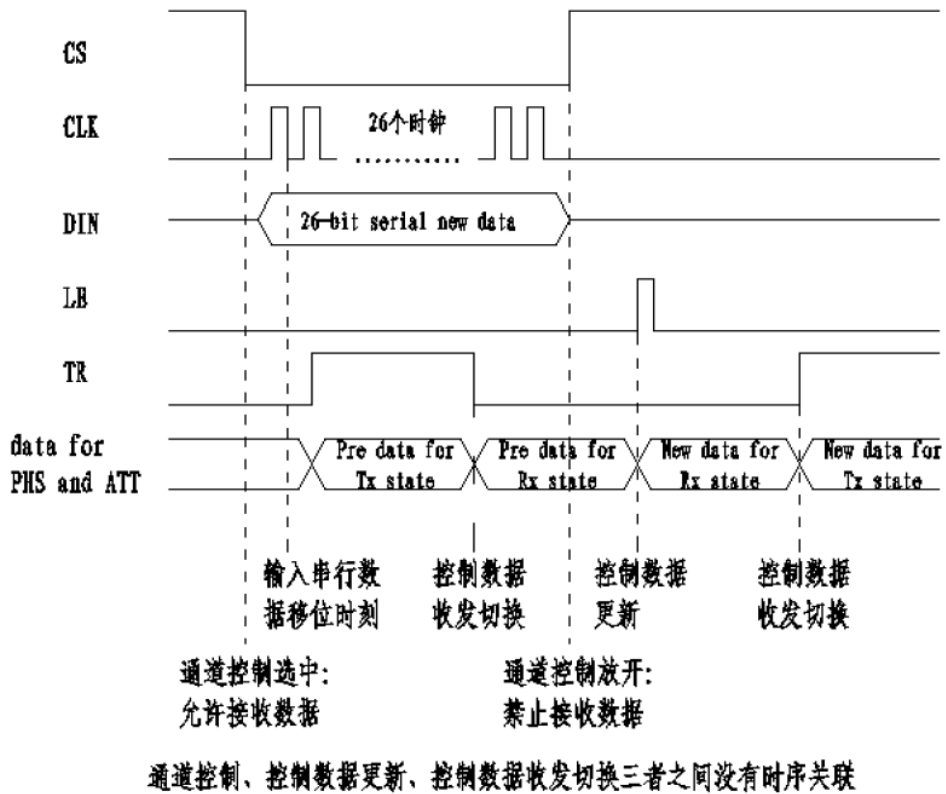 CS
CLK
26个时钟
DIN
26-bit serial new data
LE
TR
data for
PHS and ATT
Pre data for
Tx state
Pre data for
Rx state
New data for
Rx state
New data for
Tx state
输入串行数
据移位时刻
控制数据
收发切换
控制数据
更新
控制数据
收发切换
通道控制选中:
允许接收数据
通道控制放开:
禁止接收数据
通道控制、控制数据更新、控制数据收发切换三者之间没有时序关联